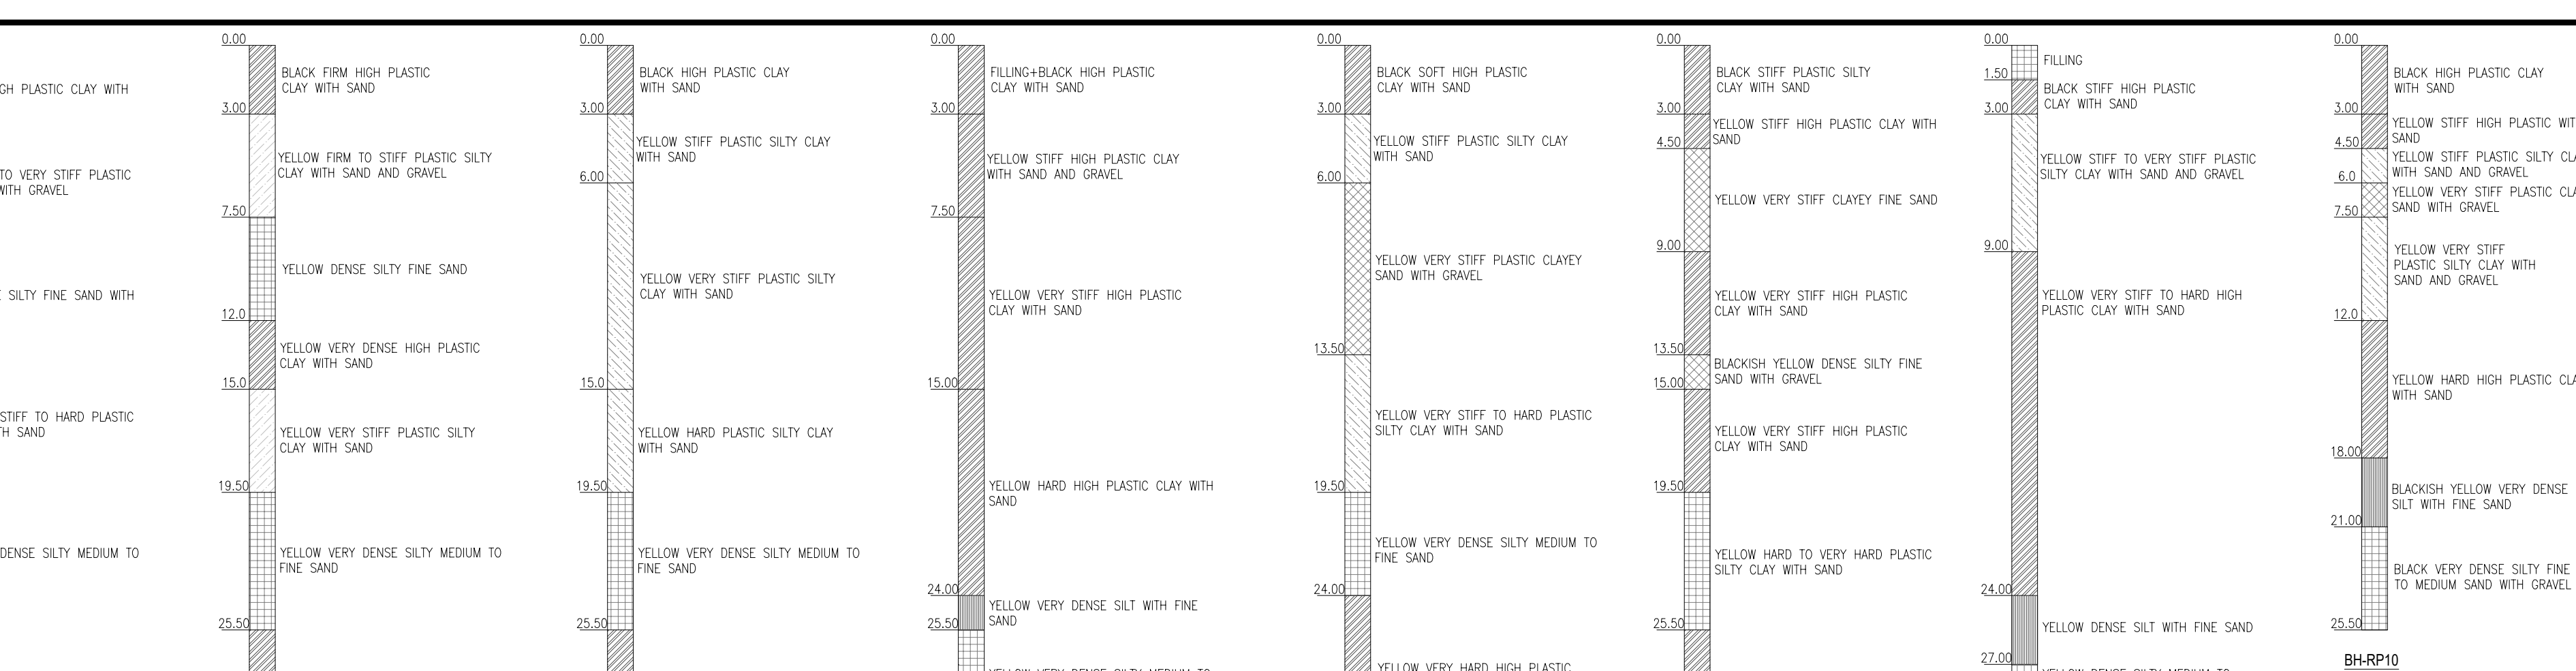 GH PLASTIC CLAY WITH
TO VERY STIFF PLASTIC
WITH GRAVEL
SILTY FINE SAND WITH
STIFF TO HARD PLASTIC
TH SAND
DENSE SILTY MEDIUM TO
0.00
BLACK FIRM HIGH PLASTIC
CLAY WITH SAND
3.00
YELLOW FIRM TO STIFF PLASTIC SILTY
CLAY WITH SAND AND GRAVEL
7.50
YELLOW DENSE SILTY FINE SAND
12.0
YELLOW VERY DENSE HIGH PLASTIC
CLAY WITH SAND
15.0
YELLOW VERY STIFF PLASTIC SILTY
CLAY WITH SAND
19.50
YELLOW VERY DENSE SILTY MEDIUM TO
FINE SAND
25.50
0.00
BLACK HIGH PLASTIC CLAY
WITH SAND
3.00
YELLOW STIFF PLASTIC SILTY CLAY
WITH SAND
6.00
YELLOW VERY STIFF PLASTIC SILTY
CLAY WITH SAND
15.0
YELLOW HARD PLASTIC SILTY CLAY
WITH SAND
19.50
YELLOW VERY DENSE SILTY MEDIUM TO
FINE SAND
25.50
0.00
FILLING+BLACK HIGH PLASTIC
CLAY WITH SAND
3.00
YELLOW STIFF HIGH PLASTIC CLAY
WITH SAND AND GRAVEL
7.50
YELLOW VERY STIFF HIGH PLASTIC
CLAY WITH SAND
15.00
YELLOW HARD HIGH PLASTIC CLAY WITH
SAND
24.00
YELLOW VERY DENSE SILT WITH FINE
SAND
25.50
YELLOW VERY DENSE SILTY MEDIUM TO
0.00
BLACK SOFT HIGH PLASTIC
CLAY WITH SAND
3.00
YELLOW STIFF PLASTIC SILTY CLAY
WITH SAND
6.00
YELLOW VERY STIFF PLASTIC CLAYEY
SAND WITH GRAVEL
13.50
YELLOW VERY STIFF TO HARD PLASTIC
SILTY CLAY WITH SAND
19.50
YELLOW VERY DENSE SILTY MEDIUM TO
FINE SAND
24.00
YELLOW VERY HARD HIGH PLASTIC
0.00
BLACK STIFF PLASTIC SILTY
CLAY WITH SAND
3.00
YELLOW STIFF HIGH PLASTIC CLAY WITH
SAND
4.50
YELLOW VERY STIFF CLAYEY FINE SAND
9.00
YELLOW VERY STIFF HIGH PLASTIC
CLAY WITH SAND
13.50
BLACKISH YELLOW DENSE SILTY FINE
SAND WITH GRAVEL
15.00
YELLOW VERY STIFF HIGH PLASTIC
CLAY WITH SAND
19.50
YELLOW HARD TO VERY HARD PLASTIC
SILTY CLAY WITH SAND
25.50
0.00
FILLING
1.50
BLACK STIFF HIGH PLASTIC
CLAY WITH SAND
3.00
YELLOW STIFF TO VERY STIFF PLASTIC
SILTY CLAY WITH SAND AND GRAVEL
9.00
YELLOW VERY STIFF TO HARD HIGH
PLASTIC CLAY WITH SAND
24.00
YELLOW DENSE SILT WITH FINE SAND
27.00
YELLOW DENSE SILTY MEDIUM TO
0.00
BLACK HIGH PLASTIC CLAY
WITH SAND
3.00
YELLOW STIFF HIGH PLASTIC WIT
SAND
4.50
YELLOW STIFF PLASTIC SILTY CLA
WITH SAND AND GRAVEL
6.0
YELLOW VERY STIFF PLASTIC CLA
SAND WITH GRAVEL
7.50
YELLOW VERY STIFF
PLASTIC SILTY CLAY WITH
SAND AND GRAVEL
12.0
YELLOW HARD HIGH PLASTIC CLA
WITH SAND
18.00
BLACKISH YELLOW VERY DENSE
SILT WITH FINE SAND
21.00
BLACK VERY DENSE SILTY FINE
TO MEDIUM SAND WITH GRAVEL
25.50
BH-RP10